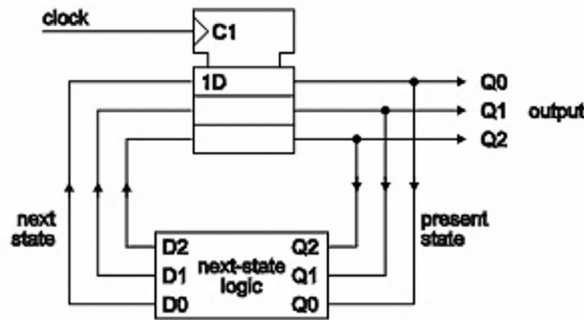 clock
C1
1D
Q0
Q1 output
Q2
next
state
present
state
D2 next-state Q2
D1 logic Q1
D0 Q0